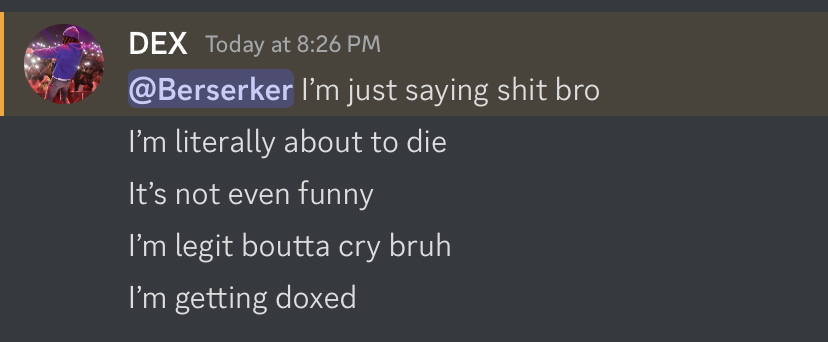 DEX Today at 8:26 PM
@Berserker I'm just saying shit bro
I'm literally about to die
It's not even funny
I'm legit boutta cry bruh
I'm getting doxed